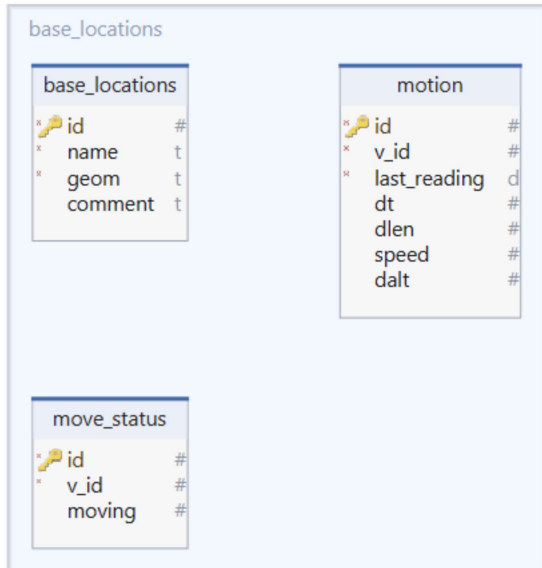 base_locations
base_locations
id #
name t
geom t
comment t
motion
id #
v_id #
last_reading d
dt #
dlen #
speed #
dalt #
move_status
id #
v_id #
moving #